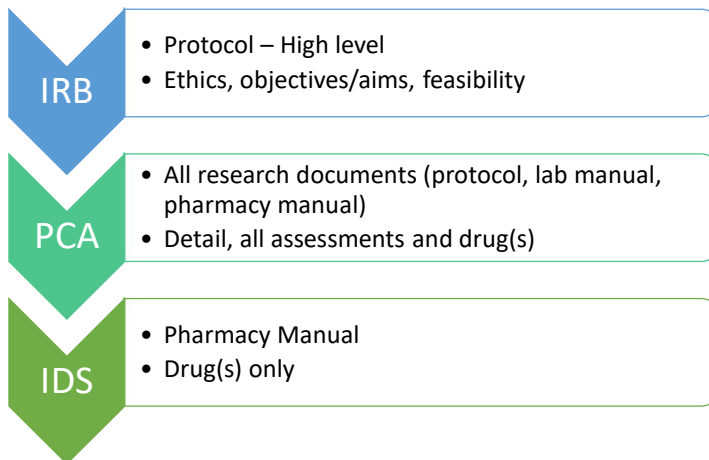 IRB
• Protocol – High level
• Ethics, objectives/aims, feasibility
PCA
• All research documents (protocol, lab manual,
pharmacy manual)
• Detail, all assessments and drug(s)
IDS
• Pharmacy Manual
• Drug(s) only